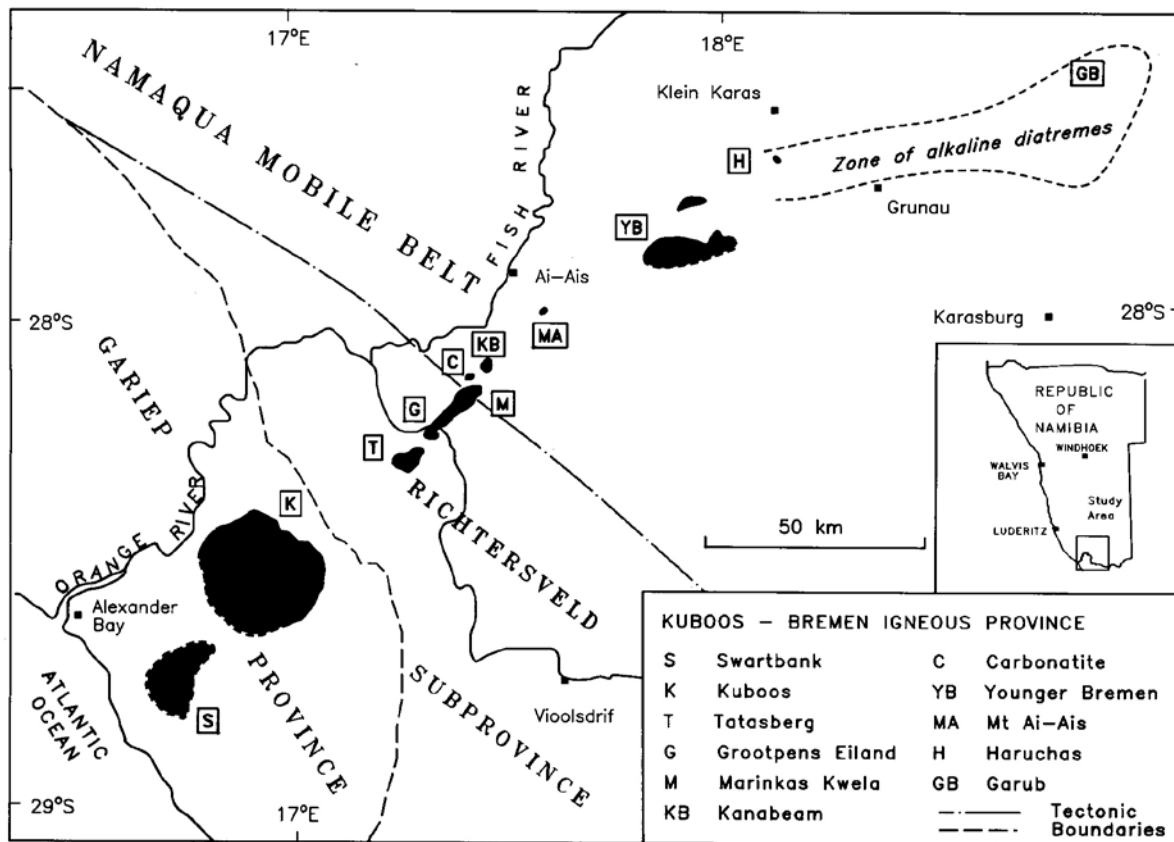 17°E
18°E
NAMAQUA MOBILE BELT
FISH RIVER
Klein Karas
GB
H
Zone of alkaline diatremes
Grunau
YB
Ai-Ais
28°S
MA
KB
C
Karasburg
28°S
GARIEP
PROVINCE
G
M
T
RICHTERSVELD
SUBPROVINCE
K
ORANGE RIVER
50 km
Alexander
Bay
ATLANTIC
OCEAN
S
Vioolsdrif
29°S
17°E
REPUBLIC
OF
NAMIBIA
WINDHOEK
WALVIS
BAY
Study
Area
LUDERITZ
KUBOOS - BREMEN IGNEOUS PROVINCE
S Swartbank
K Kuboos
T Tatasberg
G Grootpens Eiland
M Marinkas Kwela
KB Kanabeam
C Carbonatite
YB Younger Bremen
MA Mt Ai-Ais
H Haruchas
GB Garub
Tectonic
Boundaries